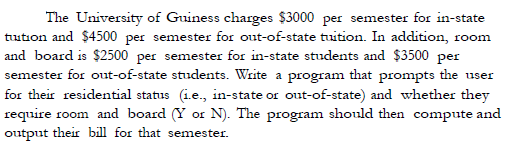 The University of Guiness charges $3000 per semester for in-state
tution and $4500 per semester for out-of-state tuition. In addition, room
and board is $2500 per semester for in-state students and $3500 per
semester for out-of-state students. Write a program that prompts the user
for their residential status (i.e., in-state or out-of-state) and whether they
require room and board (Y or N). The program should then compute and
output their bill for that semester.